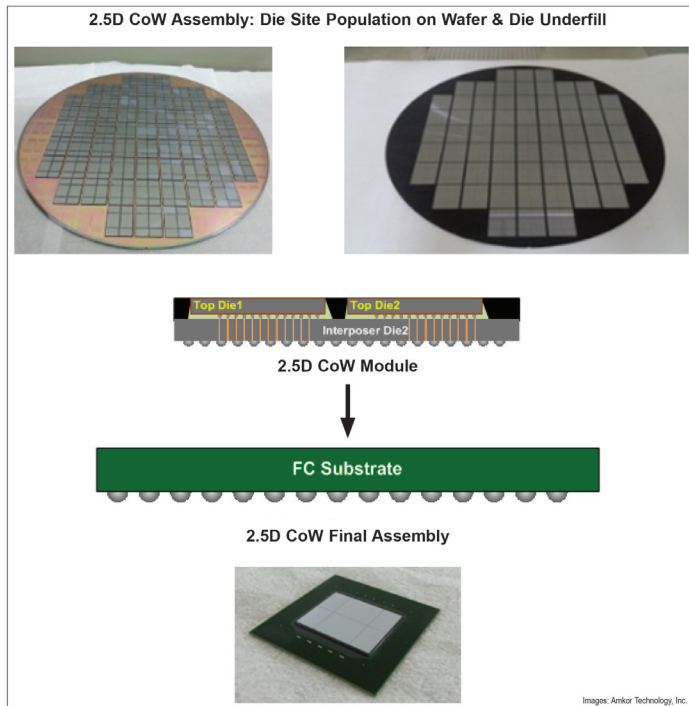 2.5D CoW Assembly: Die Site Population on Wafer & Die Underfill
Top Die1
Top Die2
Interposer Die2
2.5D CoW Module
FC Substrate
2.5D CoW Final Assembly
Images: Amkor Technology, Inc.